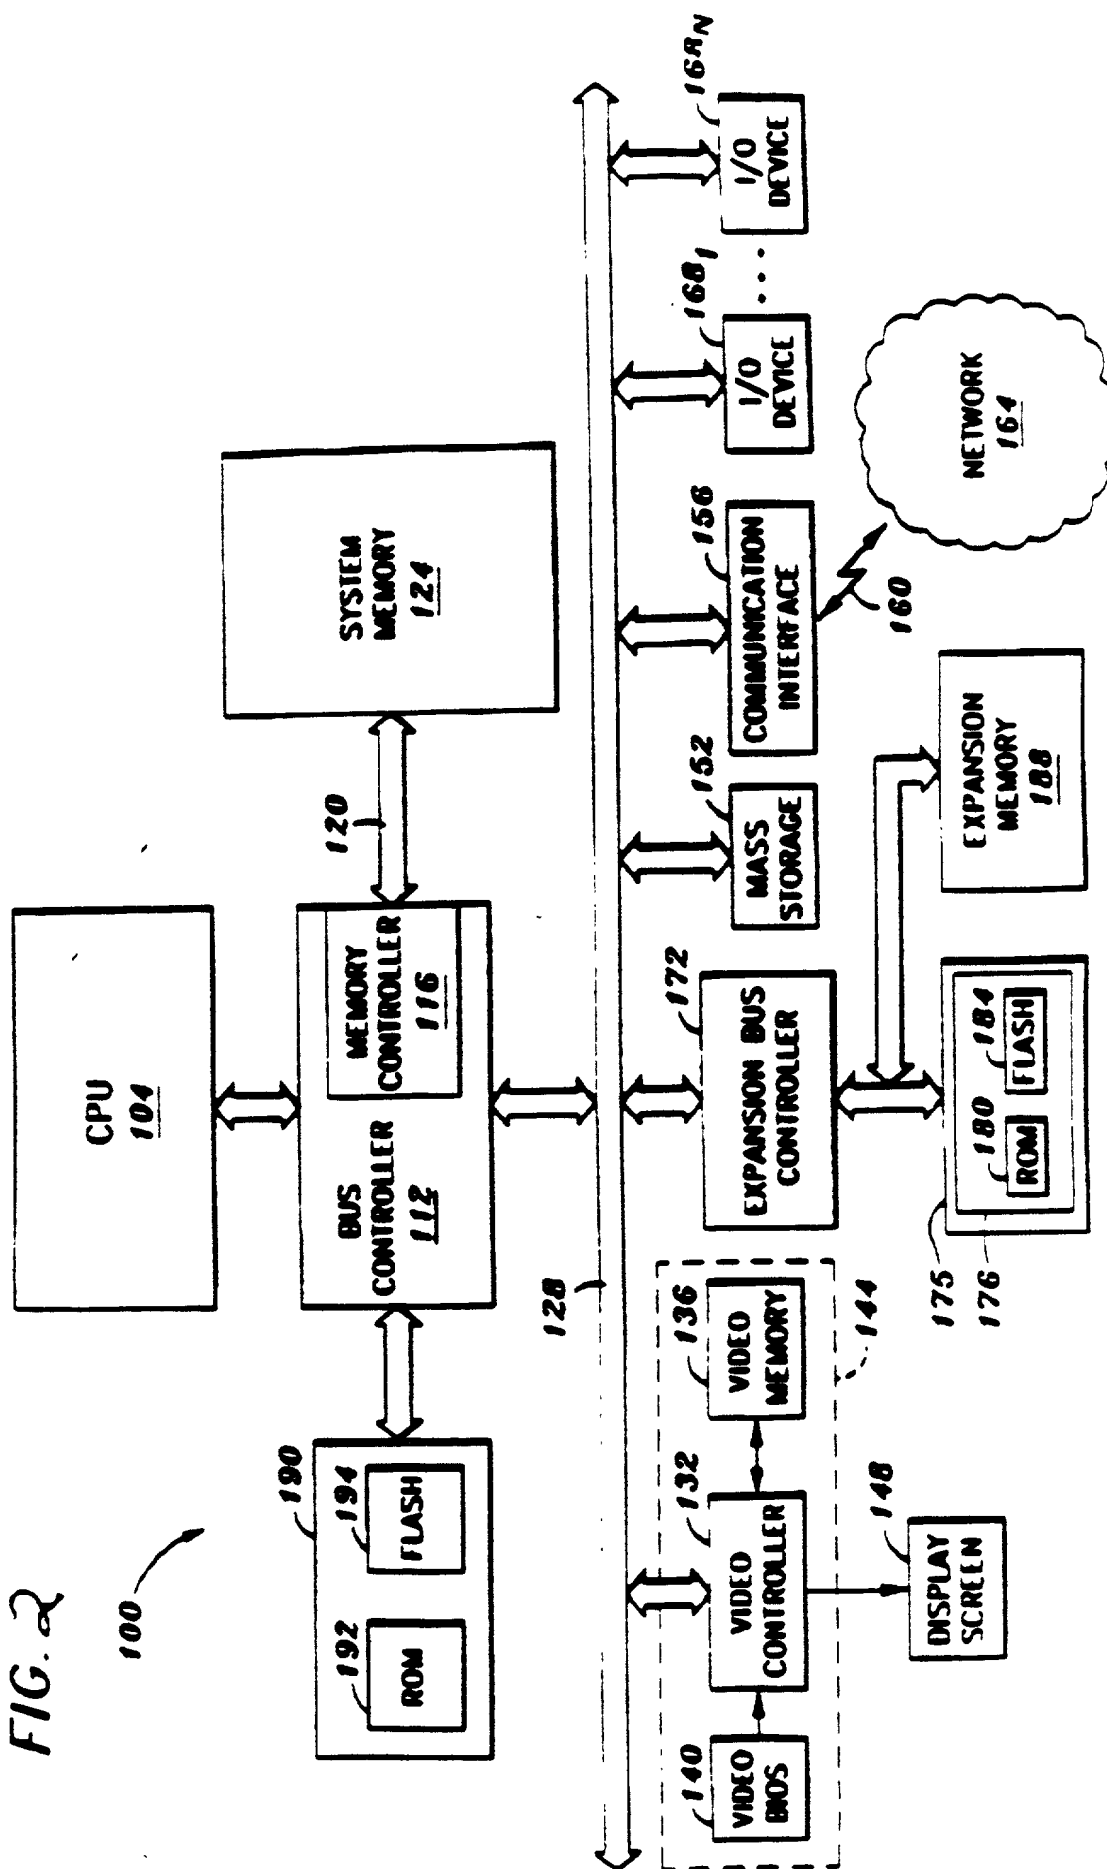 FIG. 2
100
CPU
104
190
ROM
192
FLASH
194
BUS
CONTROLLER
112
MEMORY
CONTROLLER
116
120
SYSTEM
MEMORY
124
128
140
VIDEO
BIOS
132
VIDEO
CONTROLLER
136
VIDEO
MEMORY
144
148
DISPLAY
SCREEN
172
EXPANSION BUS
CONTROLLER
152
MASS
STORAGE
156
COMMUNICATION
INTERFACE
160
168₁
I/O
DEVICE
...
168N
I/O
DEVICE
NETWORK
164
175
176
180
ROM
184
FLASH
EXPANSION
MEMORY
188